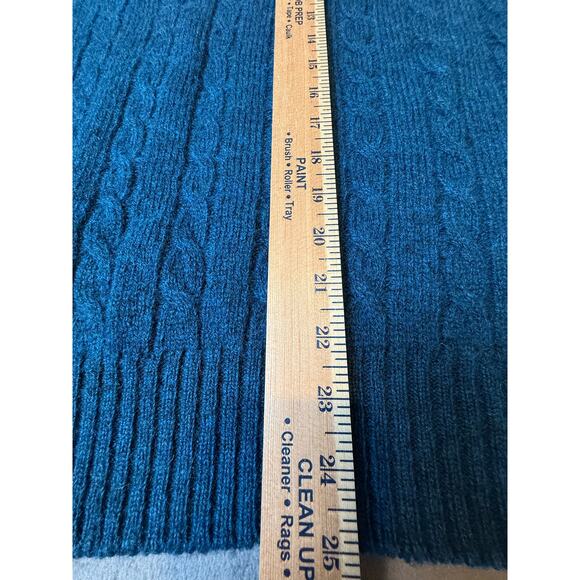 OB PREP
• Tape • Caulk
PAINT
• Brush • Roller • Tray
CLEAN UP
• Cleaner • Rags •
13
14
15
16
17
18
19
20
21
22
23
24
25